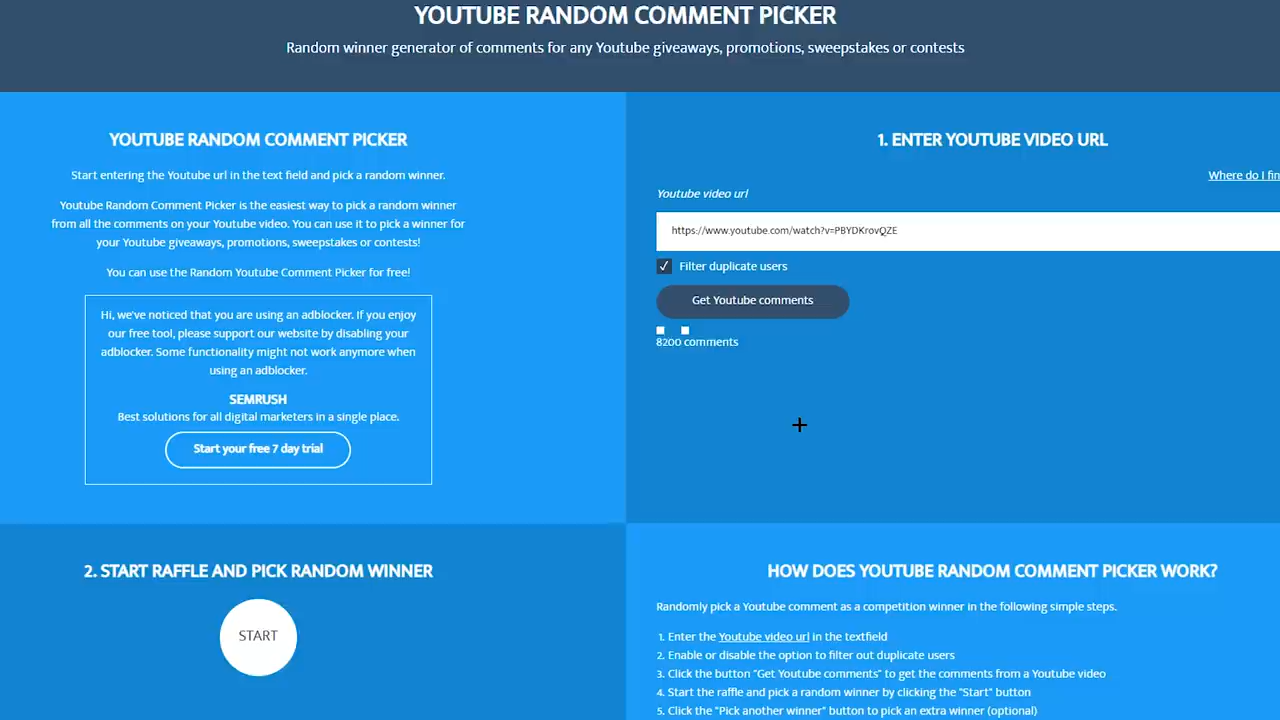 YOUTUBE RANDOM COMMENT PICKER
Random winner generator of comments for any Youtube giveaways, promotions, sweepstakes or contests
YOUTUBE RANDOM COMMENT PICKER
Start entering the Youtube url in the text field and pick a random winner.
Youtube Random Comment Picker is the easiest way to pick a random winner
from all the comments on your Youtube video. You can use it to pick a winner for
your Youtube giveaways, promotions, sweepstakes or contests!
You can use the Random Youtube Comment Picker for free!
Hi, we've noticed that you are using an adblocker. If you enjoy
our free tool, please support our website by disabling your
adblocker. Some functionality might not work anymore when
using an adblocker.
SEMRUSH
Best solutions for all digital marketers in a single place.
Start your free 7 day trial
1. ENTER YOUTUBE VIDEO URL
Where do I fin
Youtube video url
https://www.youtube.com/watch?v=PBYDKrovQZE
Filter duplicate users
Get Youtube comments
8200 comments
2. START RAFFLE AND PICK RANDOM WINNER
START
HOW DOES YOUTUBE RANDOM COMMENT PICKER WORK?
Randomly pick a Youtube comment as a competition winner in the following simple steps.
1. Enter the Youtube video url in the textfield
2. Enable or disable the option to filter out duplicate users
3. Click the button "Get Youtube comments" to get the comments from a Youtube video
4. Start the raffle and pick a random winner by clicking the "Start" button
5. Click the "Pick another winner" button to pick an extra winner (optional)